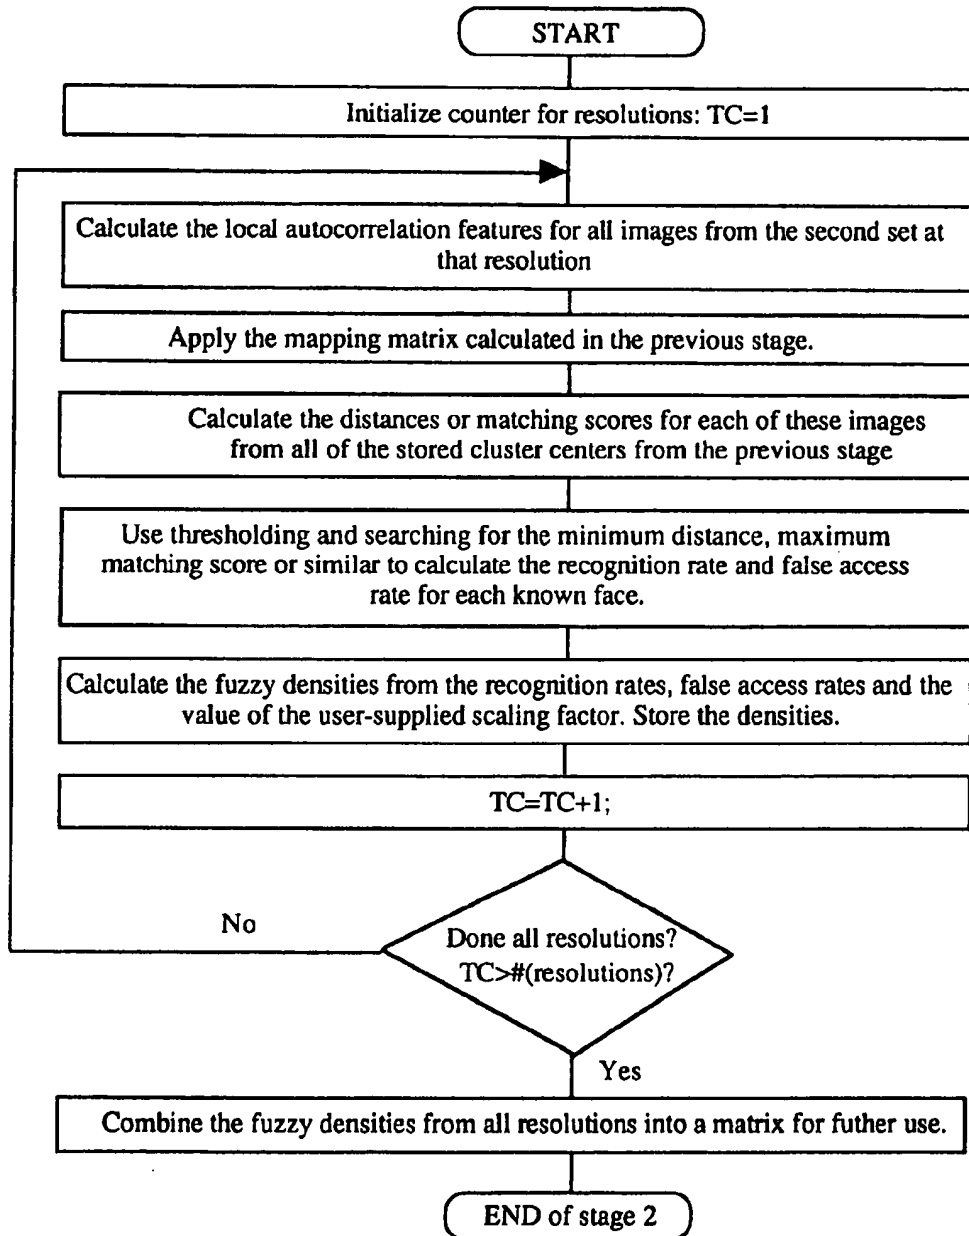 START
Initialize counter for resolutions: TC=1
Calculate the local autocorrelation features for all images from the second set at
that resolution
Apply the mapping matrix calculated in the previous stage.
Calculate the distances or matching scores for each of these images
from all of the stored cluster centers from the previous stage
Use thresholding and searching for the minimum distance, maximum
matching score or similar to calculate the recognition rate and false access
rate for each known face.
Calculate the fuzzy densities from the recognition rates, false access rates and the
value of the user-supplied scaling factor. Store the densities.
TC=TC+1;
No
Done all resolutions?
TC>#(resolutions)?
Yes
Combine the fuzzy densities from all resolutions into a matrix for futher use.
END of stage 2